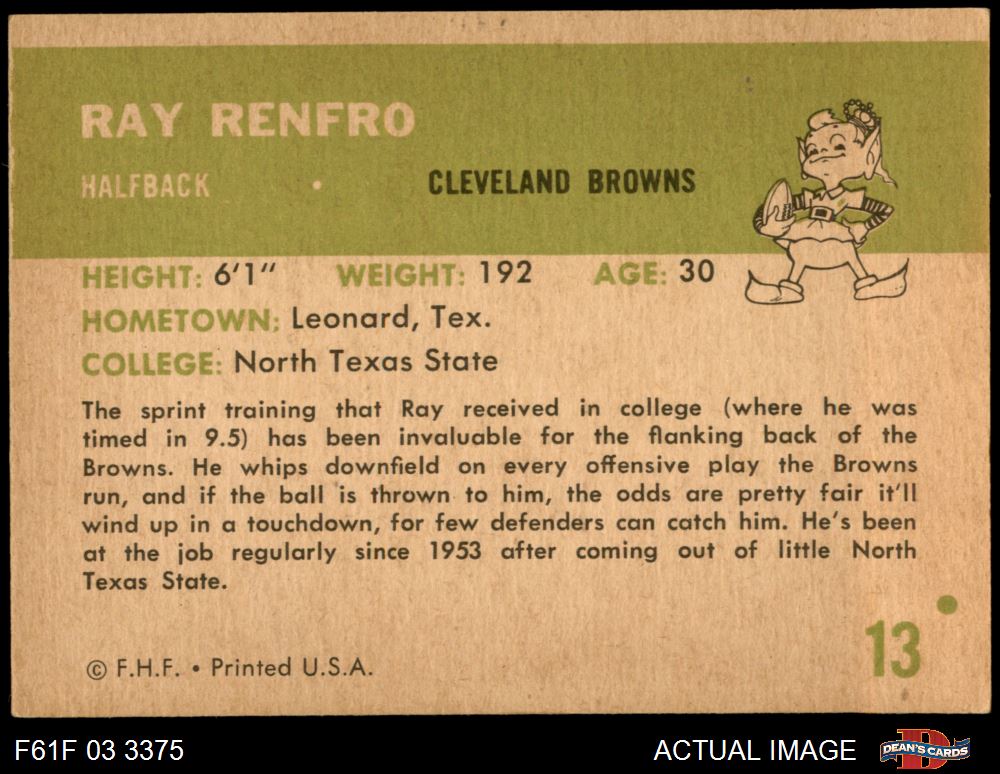 RAY RENFRO
HALFBACK • CLEVELAND BROWNS
HEIGHT: 6'1" WEIGHT: 192 AGE: 30
HOMETOWN: Leonard, Tex.
COLLEGE: North Texas State
The sprint training that Ray received in college (where he was
timed in 9.5) has been invaluable for the flanking back of the
Browns. He whips downfield on every offensive play the Browns
run, and if the ball is thrown to him, the odds are pretty fair it'll
wind up in a touchdown, for few defenders can catch him. He's been
at the job regularly since 1953 after coming out of little North
Texas State.
13
© F.H.F. • Printed U.S.A.
F61F 03 3375 ACTUAL IMAGE DEAN'S CARDS